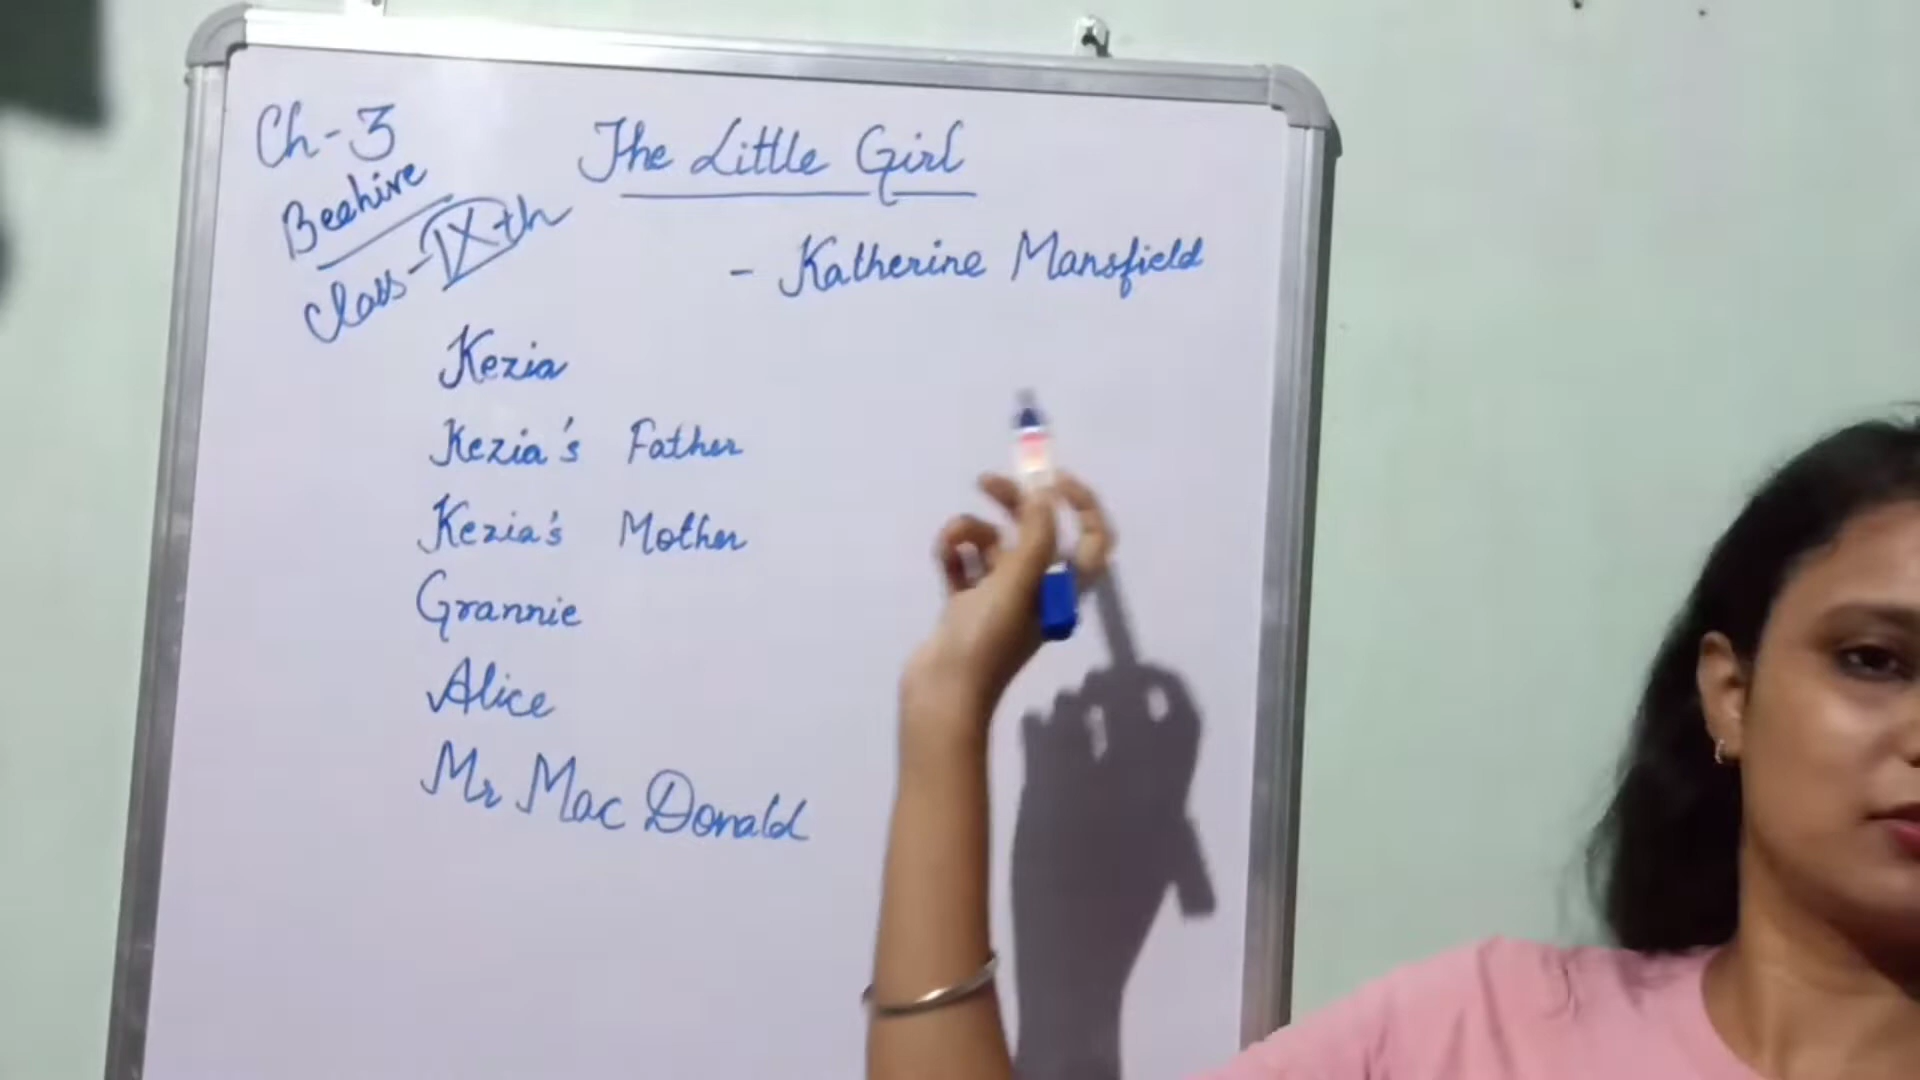 Ch-3
Beehive
Class-IXth
The Little Girl
- Katherine Mansfield
Kezia
Kezia's Father
Kezia's Mother
Grannie
Alice
Mr Mac Donald